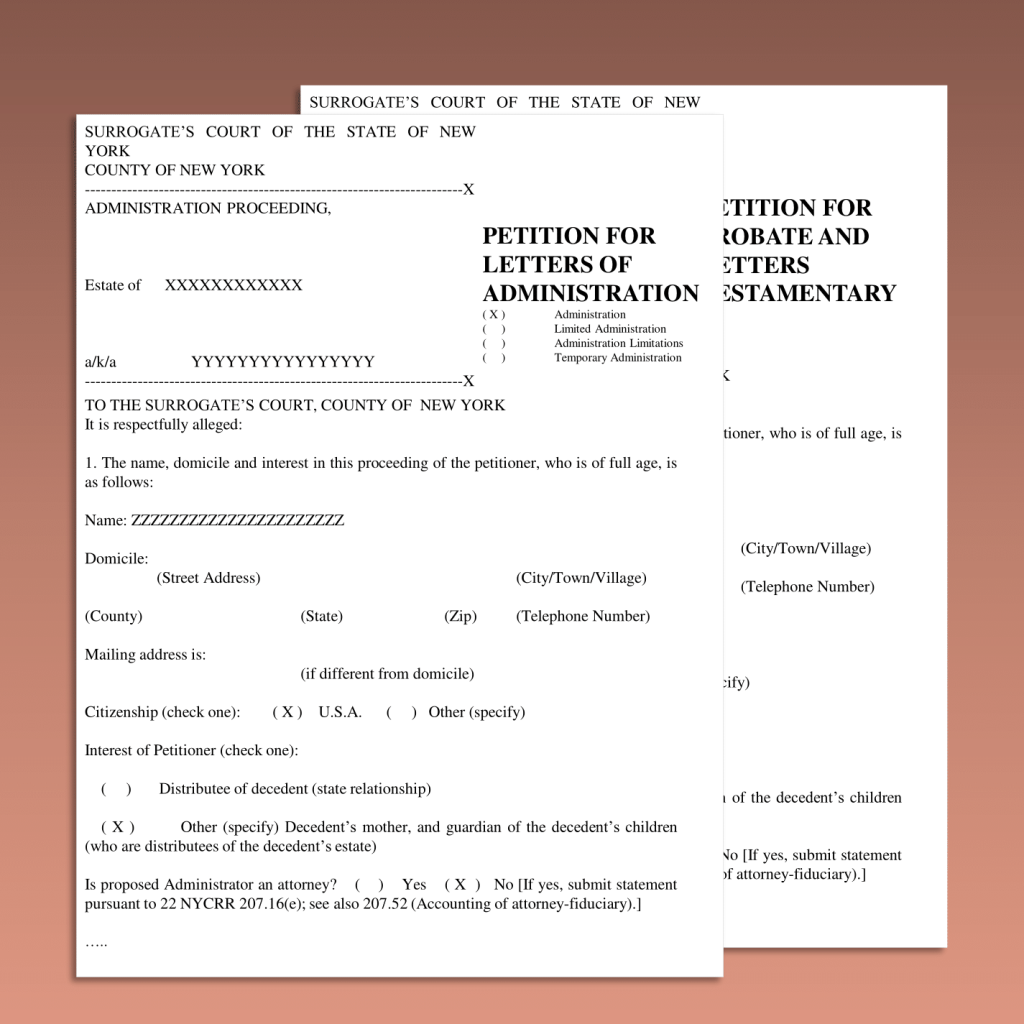 SURROGATE'S COURT OF THE STATE OF NEW
SURROGATE'S COURT OF THE STATE OF NEW
YORK
COUNTY OF NEW YORK
------------------------------------------------------------------------X
ADMINISTRATION PROCEEDING,
Estate of XXXXXXXXXXXX
a/k/a YYYYYYYYYYYYYYYY
------------------------------------------------------------------------X
PETITION FOR
LETTERS OF
ADMINISTRATION
( X ) Administration
( ) Limited Administration
( ) Administration Limitations
( ) Temporary Administration
TO THE SURROGATE'S COURT, COUNTY OF NEW YORK
It is respectfully alleged:
1. The name, domicile and interest in this proceeding of the petitioner, who is of full age, is
as follows:
Name: ZZZZZZZZZZZZZZZZZZZZZZ
Domicile:
(Street Address) (City/Town/Village)
(County) (State) (Zip) (Telephone Number)
Mailing address is:
(if different from domicile)
Citizenship (check one): ( X ) U.S.A. ( ) Other (specify)
Interest of Petitioner (check one):
( ) Distributee of decedent (state relationship)
( X ) Other (specify) Decedent's mother, and guardian of the decedent's children
(who are distributees of the decedent's estate)
Is proposed Administrator an attorney? ( ) Yes ( X ) No [If yes, submit statement
pursuant to 22 NYCRR 207.16(e); see also 207.52 (Accounting of attorney-fiduciary).]
…..
ETITION FOR
ROBATE AND
ETTERS
ESTAMENTARY
X
tioner, who is of full age, is
(City/Town/Village)
(Telephone Number)
cify)
of the decedent's children
No [If yes, submit statement
of attorney-fiduciary).]